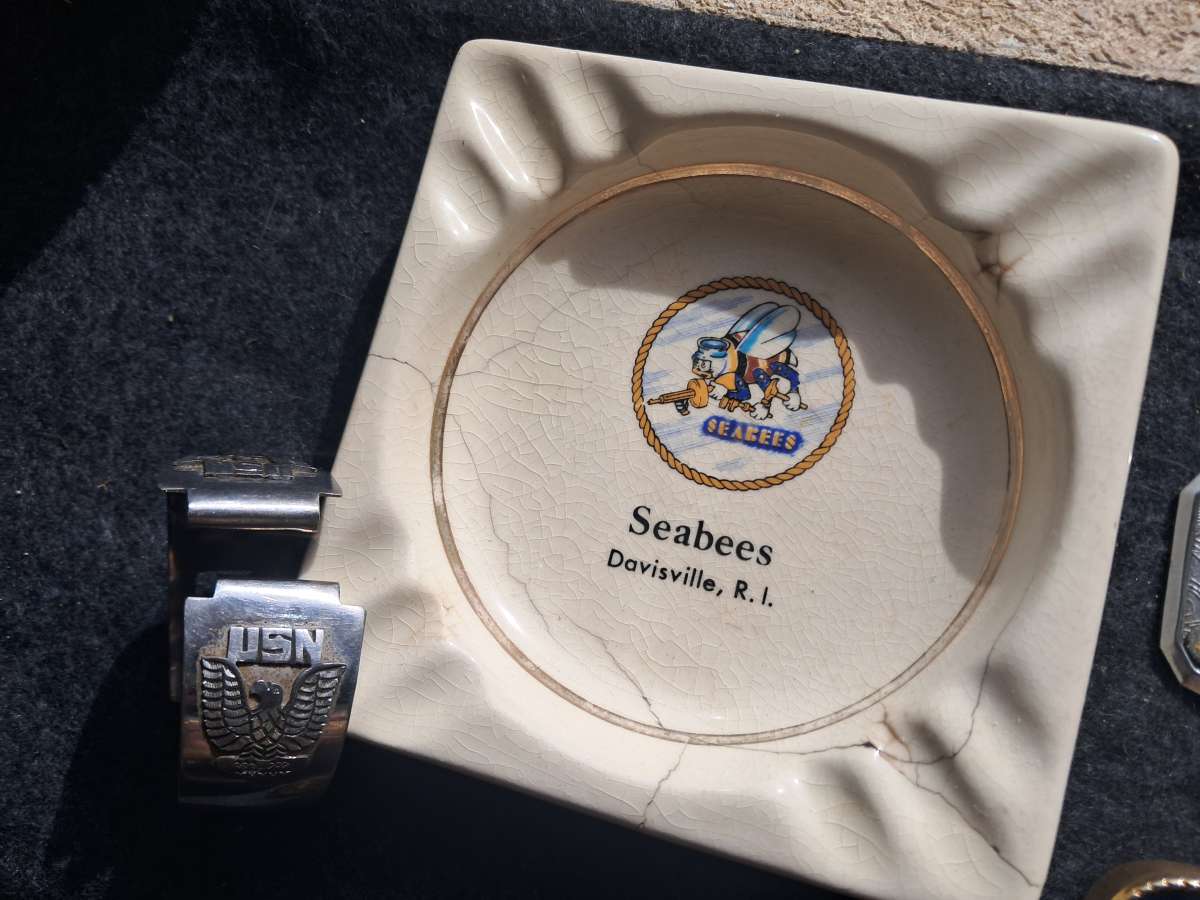 SEABEES
Seabees
Davisville, R.I.
USN